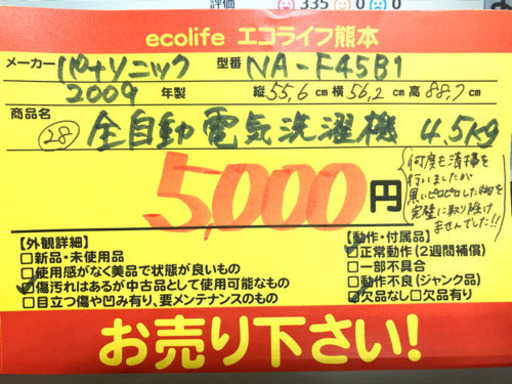 評価 335 0 0
ecolife エコライフ熊本
メーカー パナソニック 型番 NA-F45B1
2009 年製 縦55,6cm 横56,2cm 高88,7cm
商品名
28 全自動電気洗濯機 4.5Kg
5,000円
何度も清掃を
行いましたが
黒いピロピロした物を
完璧に取り除け
ませんでした!!
【外観詳細】
□新品・未使用品
□使用感がなく美品で状態が良いもの
□傷汚れはあるが中古品として使用可能なもの
□目立つ傷や凹み有り、要メンテナンスのもの
【動作・付属品】
□正常動作(2週間補償)
□一部不具合
□動作不良(ジャンク品)
□欠品なし□欠品有り
お売り下さい!